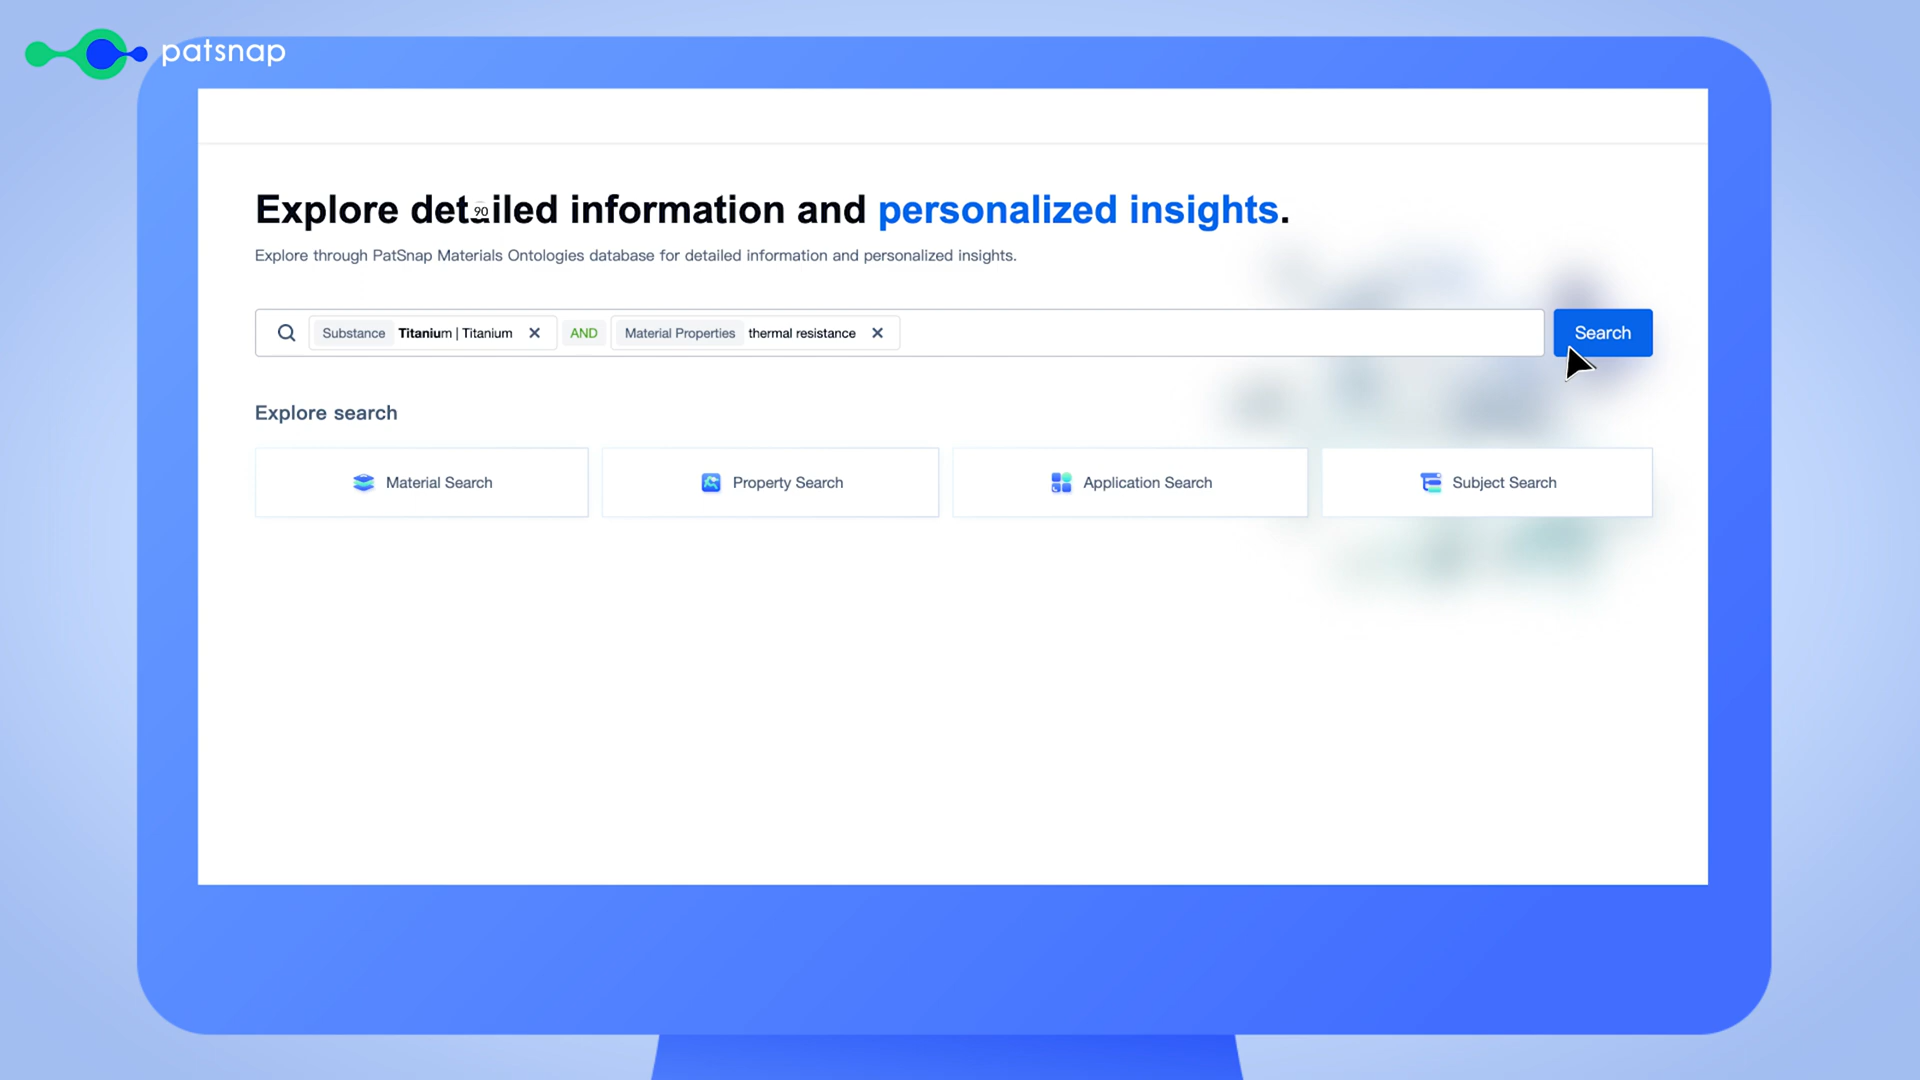 patsnap
Explore detailed information and personalized insights.
90
Explore through PatSnap Materials Ontologies database for detailed information and personalized insights.
Substance Titanium | Titanium AND Material Properties thermal resistance Search
Explore search
Material Search Property Search Application Search Subject Search